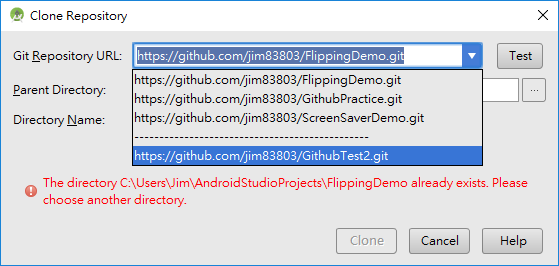 Clone Repository
Git Repository URL:
https://github.com/jim83803/FlippingDemo.git
Test
https://github.com/jim83803/FlippingDemo.git
Parent Directory:
https://github.com/jim83803/GithubPractice.git
...
Directory Name:
https://github.com/jim83803/ScreenSaverDemo.git
----------------------------------------
https://github.com/jim83803/GithubTest2.git
The directory C:\Users\Jim\AndroidStudioProjects\FlippingDemo already exists. Please
choose another directory.
Clone
Cancel
Help